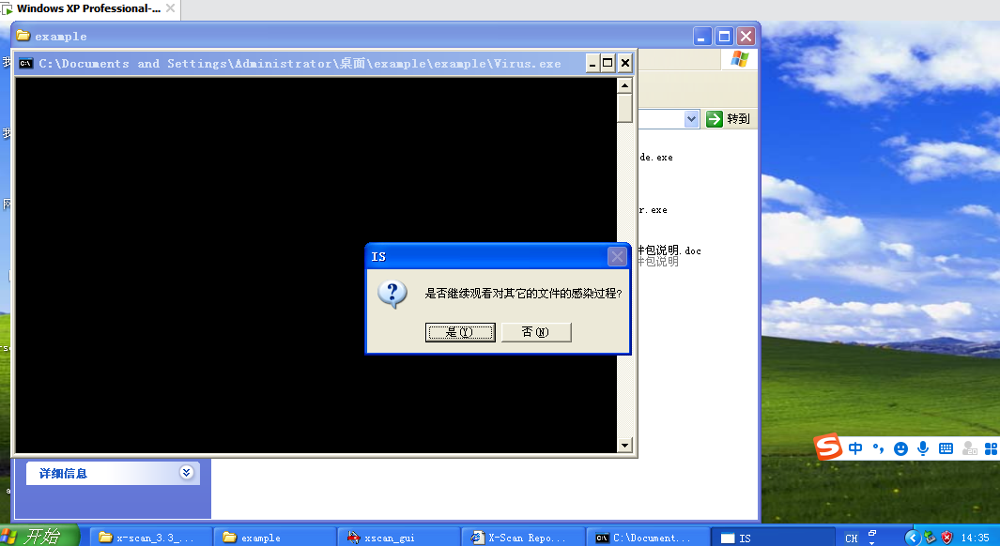 Windows XP Professional-...
example
C:\Documents and Settings\Administrator\桌面\example\example\Virus.exe
转到
de.exe
r.exe
IS
包说明.doc
包说明
是否继续观看对其它的文件的感染过程?
是(Y) 否(N)
中
详细信息
开始 x-scan_3.3_... example xscan_gui X-Scan Repo... C:\Document... IS CH 14:35